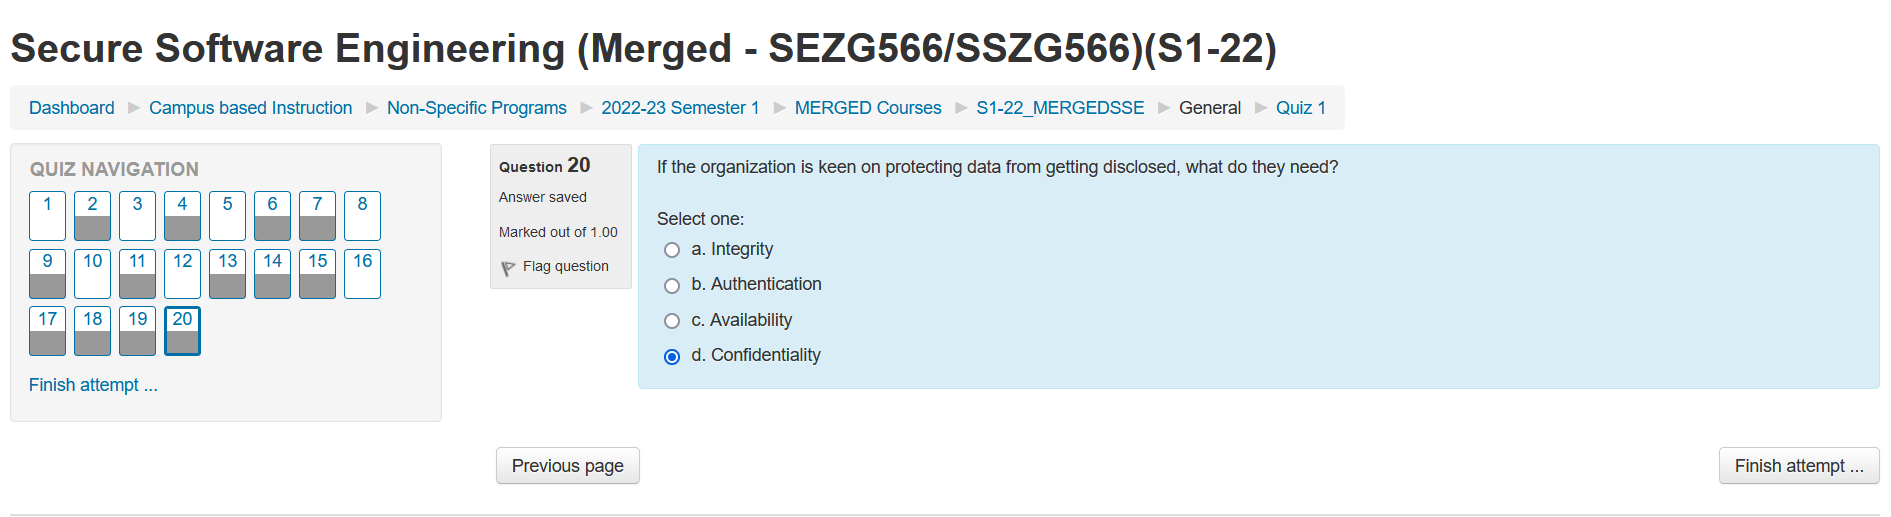 Secure Software Engineering (Merged - SEZG566/SSZG566)(S1-22)
Dashboard ▶ Campus based Instruction ▶ Non-Specific Programs ▶ 2022-23 Semester 1 ▶ MERGED Courses ▶ S1-22_MERGEDSSE ▶ General ▶ Quiz 1
QUIZ NAVIGATION
1 2 3 4 5 6 7 8
9 10 11 12 13 14 15 16
17 18 19 20
Finish attempt ...
Question 20
Answer saved
Marked out of 1.00
Flag question
If the organization is keen on protecting data from getting disclosed, what do they need?
Select one:
a. Integrity
b. Authentication
c. Availability
d. Confidentiality
Previous page
Finish attempt ...